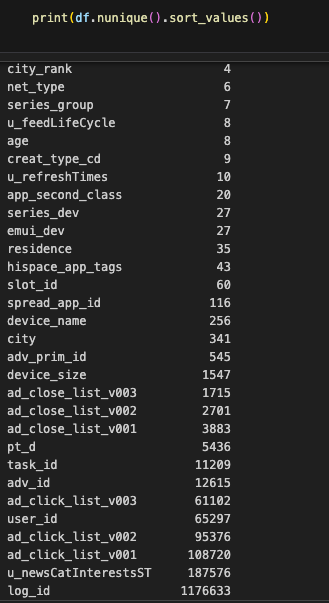 print(df.nunique().sort_values())
city_rank 4
net_type 6
series_group 7
u_feedLifeCycle 8
age 8
creat_type_cd 9
u_refreshTimes 10
app_second_class 20
series_dev 27
emui_dev 27
residence 35
hispace_app_tags 43
slot_id 60
spread_app_id 116
device_name 256
city 341
adv_prim_id 545
device_size 1547
ad_close_list_v003 1715
ad_close_list_v002 2701
ad_close_list_v001 3883
pt_d 5436
task_id 11209
adv_id 12615
ad_click_list_v003 61102
user_id 65297
ad_click_list_v002 95376
ad_click_list_v001 108720
u_newsCatInterestsST 187576
log_id 1176633